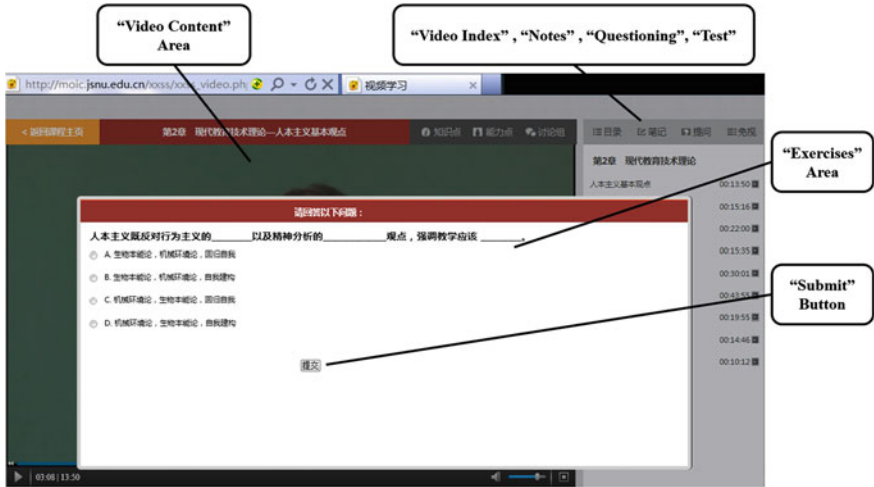 “Video Content”
Area
“Video Index” , “Notes” , “Questioning”, “Test”
http://moic.jsnu.edu.cn/xxss/xxss_video.ph
视频学习
< 返回课程主页
第2章 现代教育技术理论—人本主义基本观点
知识点 能力点 讨论组
目录 笔记 提问 免视
第2章 现代教育技术理论
人本主义基本观点 00:13:50
00:15:16
00:22:00
00:15:35
00:30:01
00:43:55
00:19:55
00:14:46
00:10:12
“Exercises”
Area
请回答以下问题：
人本主义既反对行为主义的________以及精神分析的____________观点，强调教学应该 ________。
A. 生物本能论，机械环境论，回归自我
B. 生物本能论，机械环境论，自我建构
C. 机械环境论，生物本能论，回归自我
D. 机械环境论，生物本能论，自我建构
提交
“Submit”
Button
03:08 | 13:50